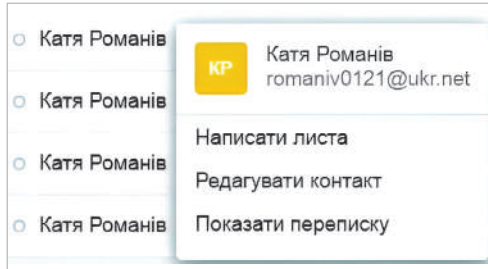 Катя Романів
Катя Романів
Катя Романів
Катя Романів
КР
Катя Романів
romaniv0121@ukr.net
Написати листа
Редагувати контакт
Показати переписку